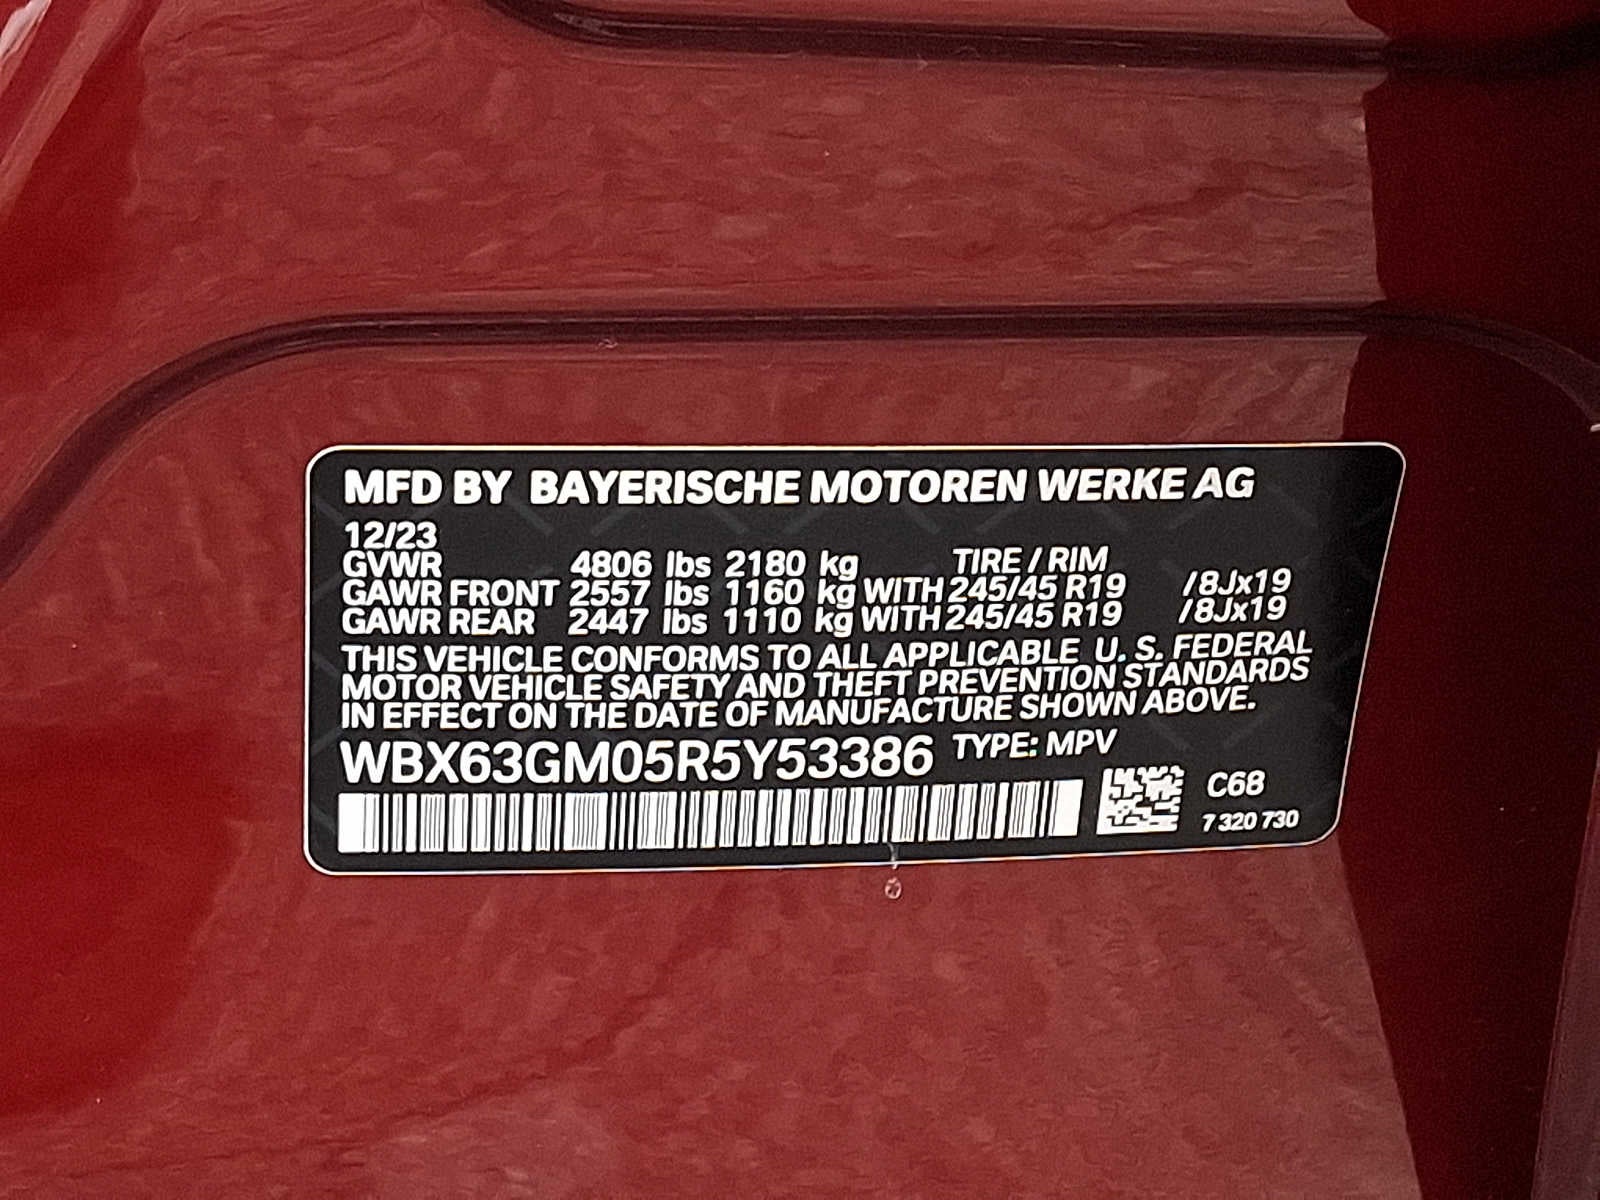 MFD BY BAYERISCHE MOTOREN WERKE AG
12/23
GVWR 4806 lbs 2180 kg TIRE / RIM
GAWR FRONT 2557 lbs 1160 kg WITH 245/45 R19 /8Jx19
GAWR REAR 2447 lbs 1110 kg WITH 245/45 R19 /8Jx19
THIS VEHICLE CONFORMS TO ALL APPLICABLE U. S. FEDERAL
MOTOR VEHICLE SAFETY AND THEFT PREVENTION STANDARDS
IN EFFECT ON THE DATE OF MANUFACTURE SHOWN ABOVE.
WBX63GM05R5Y53386 TYPE: MPV
C68
7 320 730